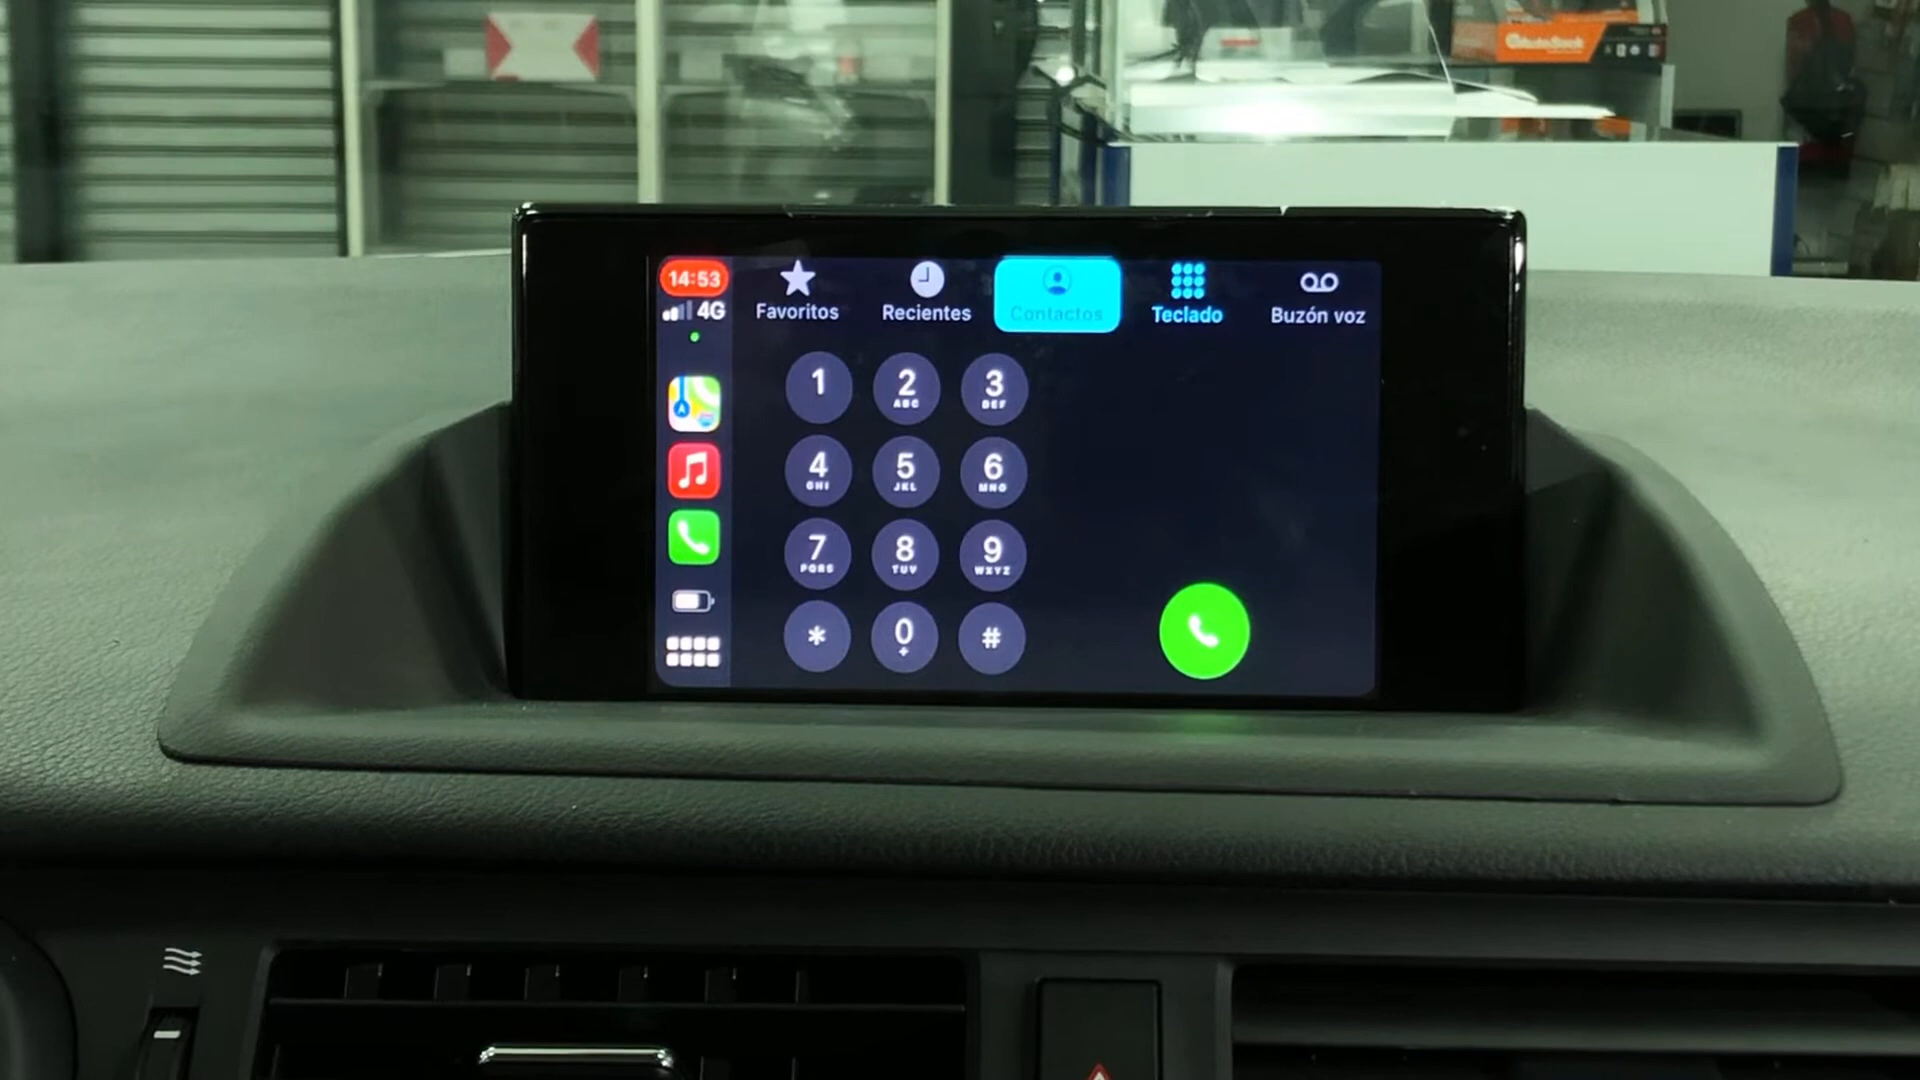 14:53
4G
Favoritos
Recientes
Contactos
Teclado
Buzón voz
1
2
ABC
3
DEF
4
GHI
5
JKL
6
MNO
7
PQRS
8
TUV
9
WXYZ
*
0
+
#